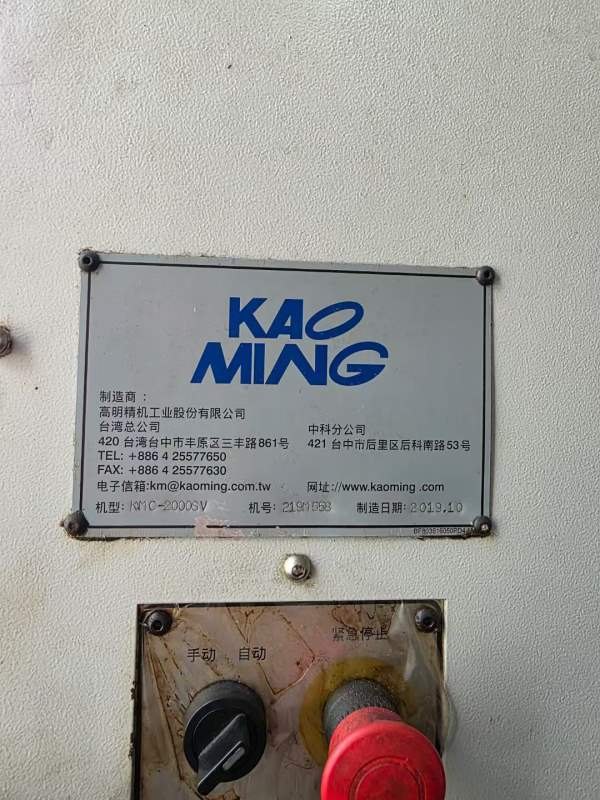 KAO
MING
制造商：
高明精机工业股份有限公司
台湾总公司 中科分公司
420 台湾台中市丰原区三丰路861号 421 台中市后里区后科南路53号
TEL: +886 4 25577650
FAX: +886 4 25577630
电子信箱:km@kaoming.com.tw 网址://www.kaoming.com
机型: KMC-2000SV 机号: 制造日期: 2019.10
紧急停止
手动 自动